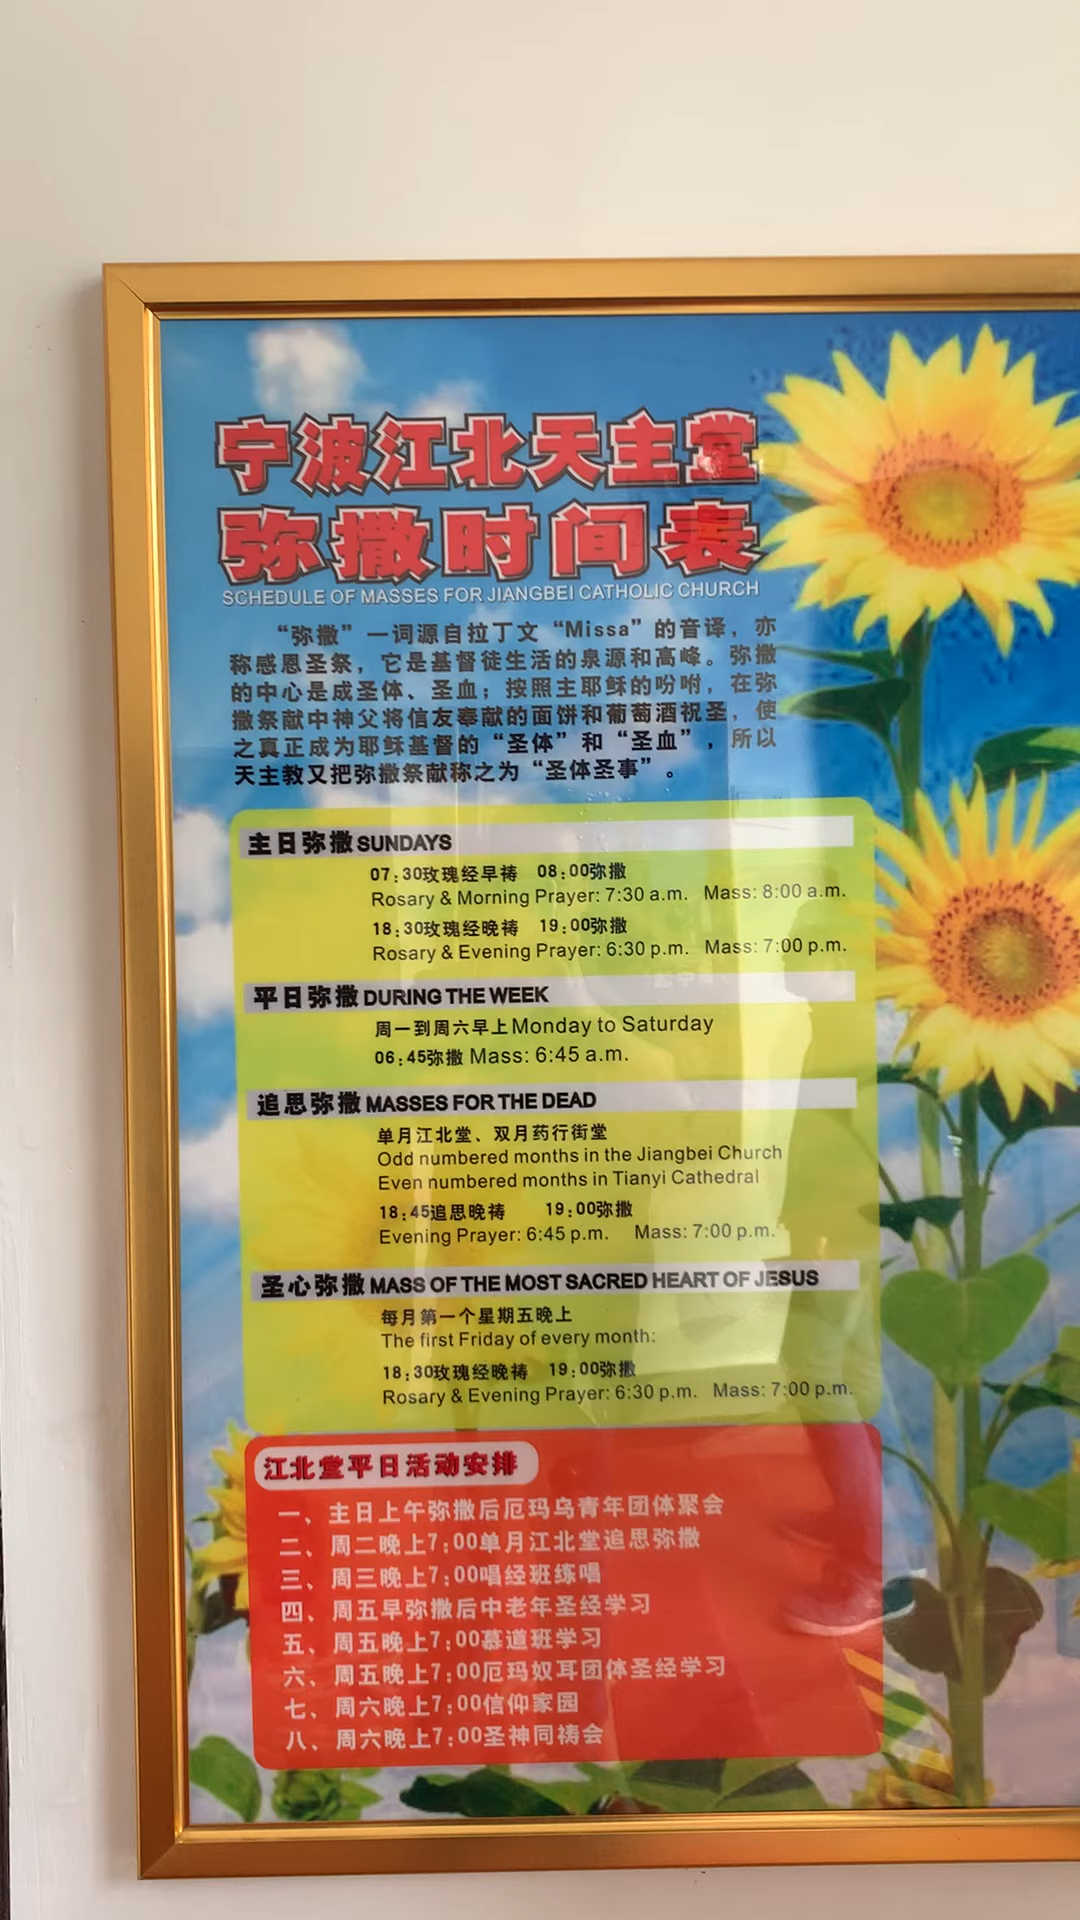 宁波江北天主堂
弥撒时间表
SCHEDULE OF MASSES FOR JIANGBEI CATHOLIC CHURCH
“弥撒”一词源自拉丁文“Missa”的音译，亦
称感恩圣祭，它是基督徒生活的泉源和高峰。弥撒
的中心是成圣体、圣血；按照主耶稣的吩咐，在弥
撒祭献中神父将信友奉献的面饼和葡萄酒祝圣，使
之真正成为耶稣基督的“圣体”和“圣血”，所以
天主教又把弥撒祭献称之为“圣体圣事”。
主日弥撒 SUNDAYS
07:30玫瑰经早祷 08:00弥撒
Rosary & Morning Prayer: 7:30 a.m. Mass: 8:00 a.m.
18:30玫瑰经晚祷 19:00弥撒
Rosary & Evening Prayer: 6:30 p.m. Mass: 7:00 p.m.
平日弥撒 DURING THE WEEK
周一到周六早上 Monday to Saturday
06:45弥撒 Mass: 6:45 a.m.
追思弥撒 MASSES FOR THE DEAD
单月江北堂、双月药行街堂
Odd numbered months in the Jiangbei Church
Even numbered months in Tianyi Cathedral
18:45追思晚祷 19:00弥撒
Evening Prayer: 6:45 p.m. Mass: 7:00 p.m.
圣心弥撒 MASS OF THE MOST SACRED HEART OF JESUS
每月第一个星期五晚上
The first Friday of every month:
18:30玫瑰经晚祷 19:00弥撒
Rosary & Evening Prayer: 6:30 p.m. Mass: 7:00 p.m.
江北堂平日活动安排
一、主日上午弥撒后厄玛乌青年团体聚会
二、周二晚上7:00单月江北堂追思弥撒
三、周三晚上7:00唱经班练唱
四、周五早弥撒后中老年圣经学习
五、周五晚上7:00慕道班学习
六、周五晚上7:00厄玛奴耳团体圣经学习
七、周六晚上7:00信仰家园
八、周六晚上7:00圣神同祷会